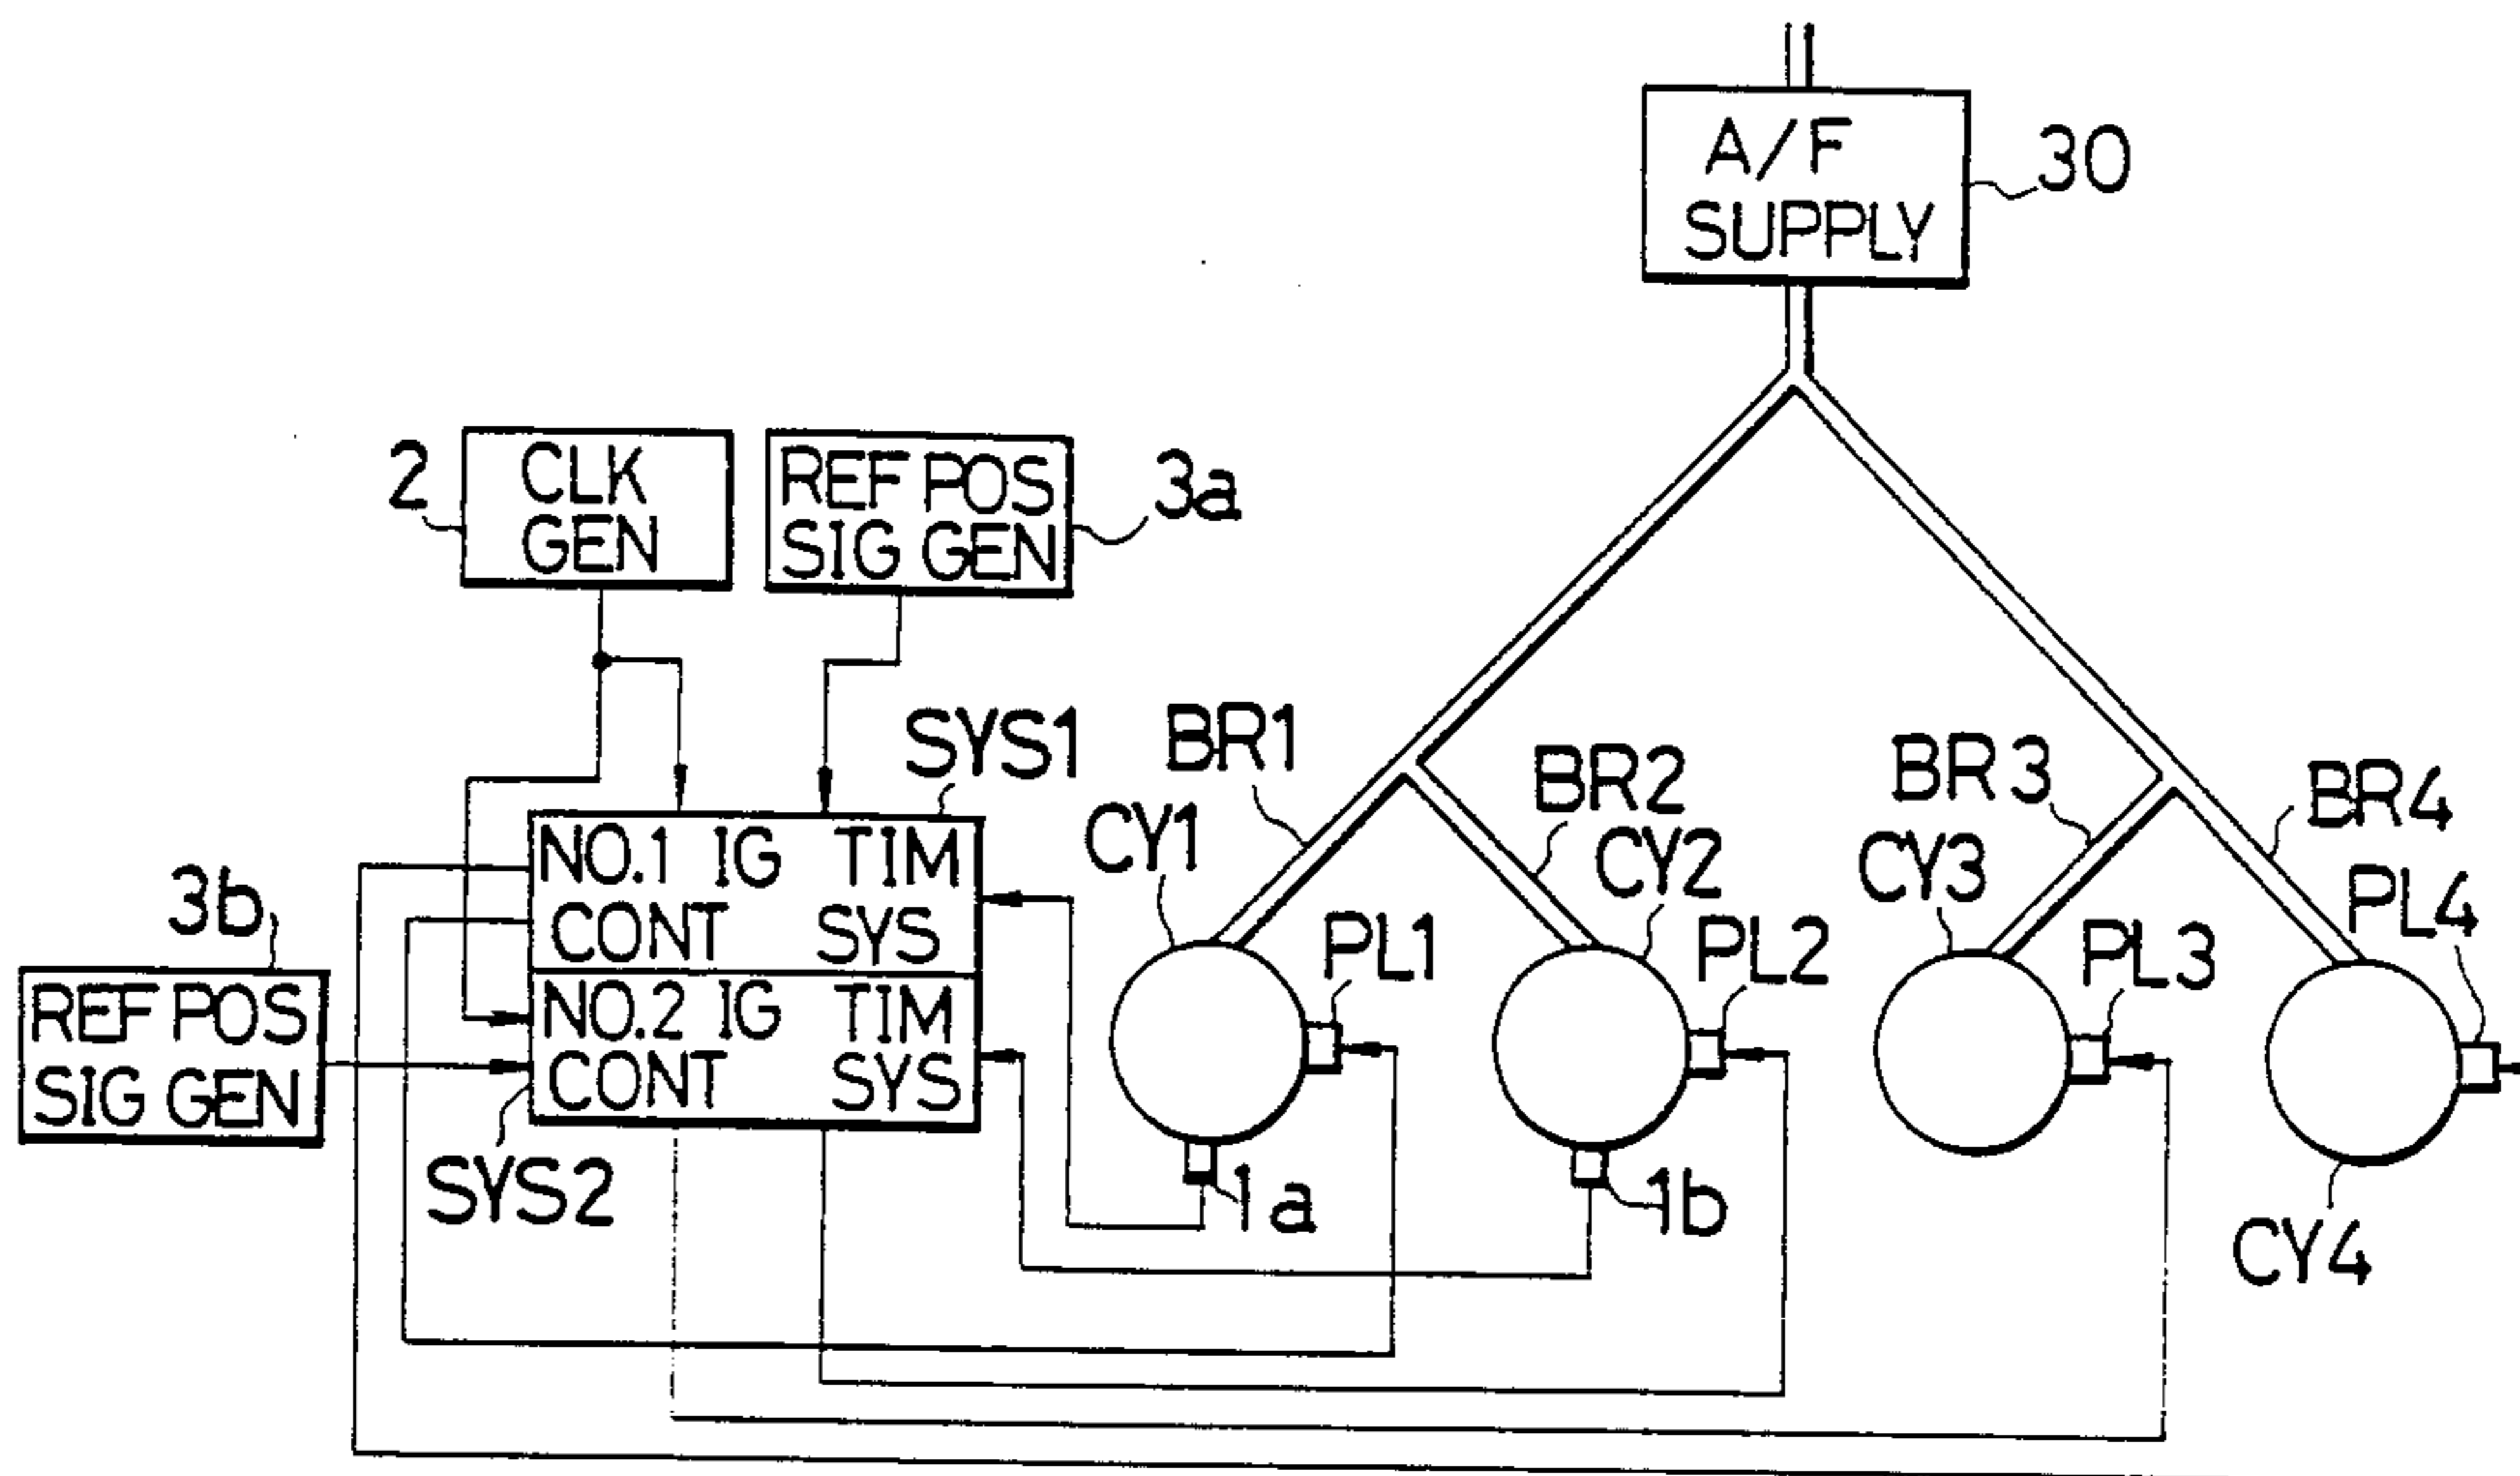 A/F
SUPPLY
30
2
CLK
GEN
REF POS
SIG GEN
3a
SYS1
BR1
BR2
BR3
BR4
CY1
CY2
CY3
PL4
NO.1 IG TIM
CONT SYS
3b
PL1
PL2
PL3
REF POS
SIG GEN
NO.2 IG TIM
CONT SYS
SYS2
1a
1b
CY4